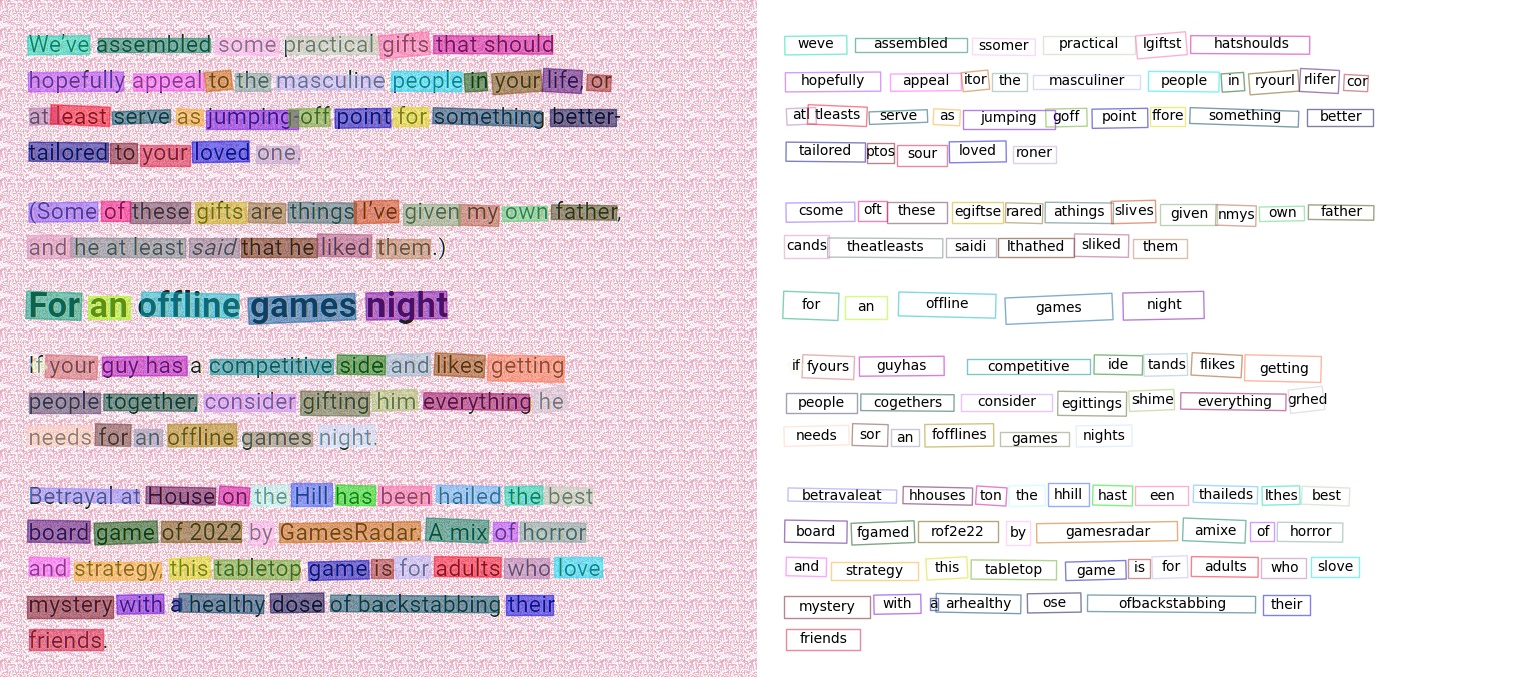 We've assembled some practical gifts that should
hopefully appeal to the masculine people in your life, or
at least serve as jumping-off point for something better-
tailored to your loved one.
(Some of these gifts are things I've given my own father,
and he at least said that he liked them.)
For an offline games night
If your guy has a competitive side and likes getting
people together, consider gifting him everything he
needs for an offline games night.
Betrayal at House on the Hill has been hailed the best
board game of 2022 by GamesRadar. A mix of horror
and strategy, this tabletop game is for adults who love
mystery with a healthy dose of backstabbing their
friends.
weve assembled ssomer practical lgiftst hatshoulds
hopefully appeal itor the masculiner people in ryourl rlifer cor
atl tleasts serve as jumping goff point ffore something better
tailored ptos sour loved roner
csome oft these egiftse rared athings slives given nmys own father
cands theatleasts saidi lthathed sliked them
for an offline games night
if fyours guyhas competitive ide tands flikes getting
people cogethers consider egittings shime everything grhed
needs sor an fofflines games nights
betravaleat hhouses ton the hhill hast een thaileds lthes best
board fgamed rof2e22 by gamesradar amixe of horror
and strategy this tabletop game is for adults who slove
mystery with a arhealthy ose ofbackstabbing their
friends